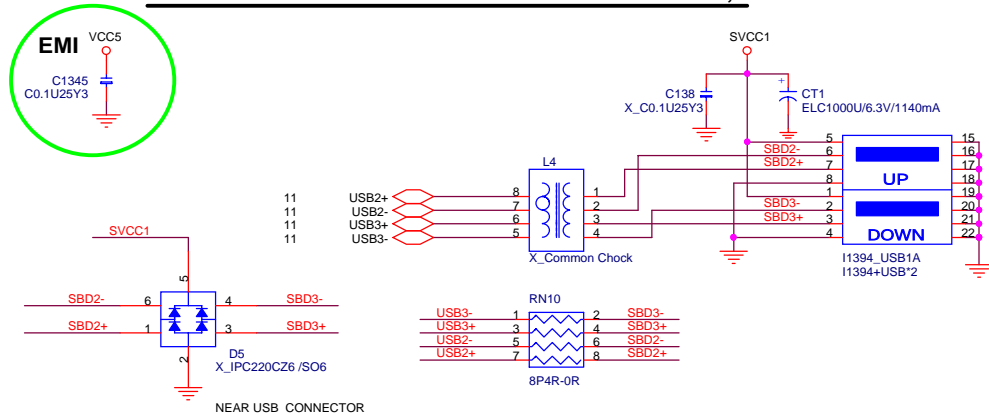 EMI
VCC5
C1345
C0.1U25Y3
SVCC1
C138
X_C0.1U25Y3
+
CT1
ELC1000U/6.3V/1140mA
5
SBD2- 6
SBD2+ 7
8
1
SBD3- 2
SBD3+ 3
4
UP
DOWN
15
16
17
18
19
20
21
22
I1394_USB1A
I1394+USB*2
L4
11 USB2+ 8 1
11 USB2- 7 2
11 USB3+ 6 3
11 USB3- 5 4
X_Common Chock
SVCC1
5
SBD2- 6 4 SBD3-
SBD2+ 1 3 SBD3+
2
D5
X_IPC220CZ6 /SO6
NEAR USB CONNECTOR
RN10
USB3- 1 2 SBD3-
USB3+ 3 4 SBD3+
USB2- 5 6 SBD2-
USB2+ 7 8 SBD2+
8P4R-0R